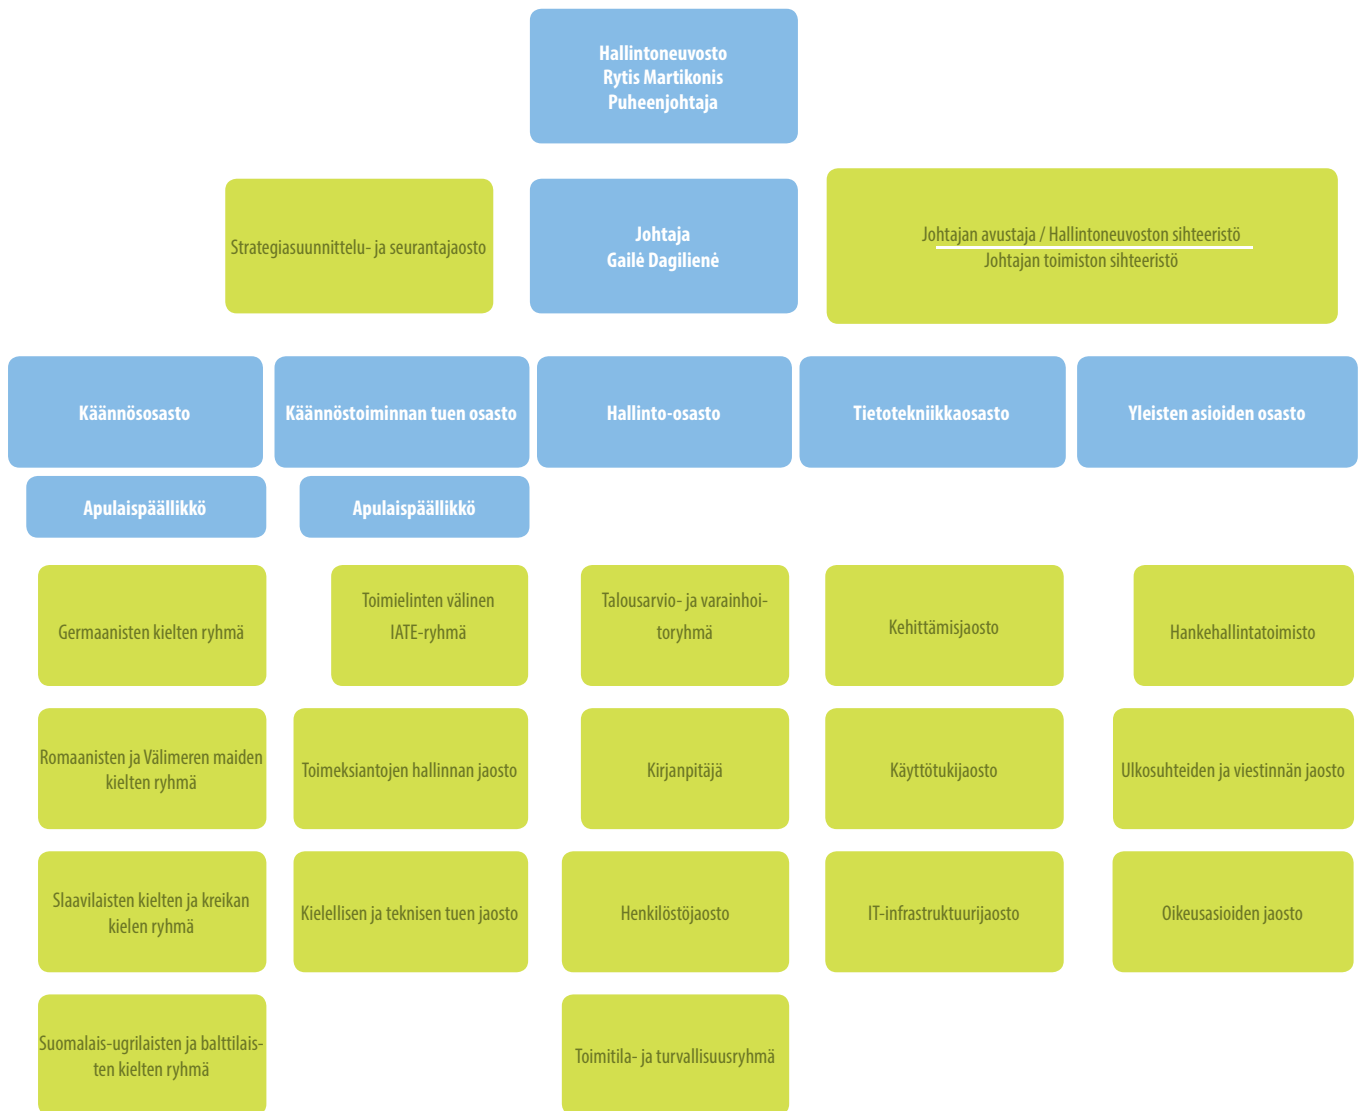 Hallintoneuvosto
Rytis Martikonis
Puheenjohtaja
Strategiasuunnittelu- ja seurantajaosto
Johtaja
Gailė Dagilienė
Johtajan avustaja / Hallintoneuvoston sihteeristö
Johtajan toimiston sihteeristö
Käännösosasto
Käännöstoiminnan tuen osasto
Hallinto-osasto
Tietotekniikkaosasto
Yleisten asioiden osasto
Apulaispäällikkö
Apulaispäällikkö
Germaanisten kielten ryhmä
Toimielinten välinen
IATE-ryhmä
Talousarvio- ja varainhoi-
toryhmä
Kehittämisjaosto
Hankehallintatoimisto
Romaanisten ja Välimeren maiden
kielten ryhmä
Toimeksiantojen hallinnan jaosto
Kirjanpitäjä
Käyttötukijaosto
Ulkosuhteiden ja viestinnän jaosto
Slaavilaisten kielten ja kreikan
kielen ryhmä
Kielellisen ja teknisen tuen jaosto
Henkilöstöjaosto
IT-infrastruktuurijaosto
Oikeusasioiden jaosto
Suomalais-ugrilaisten ja balttilais-
ten kielten ryhmä
Toimitila- ja turvallisuusryhmä